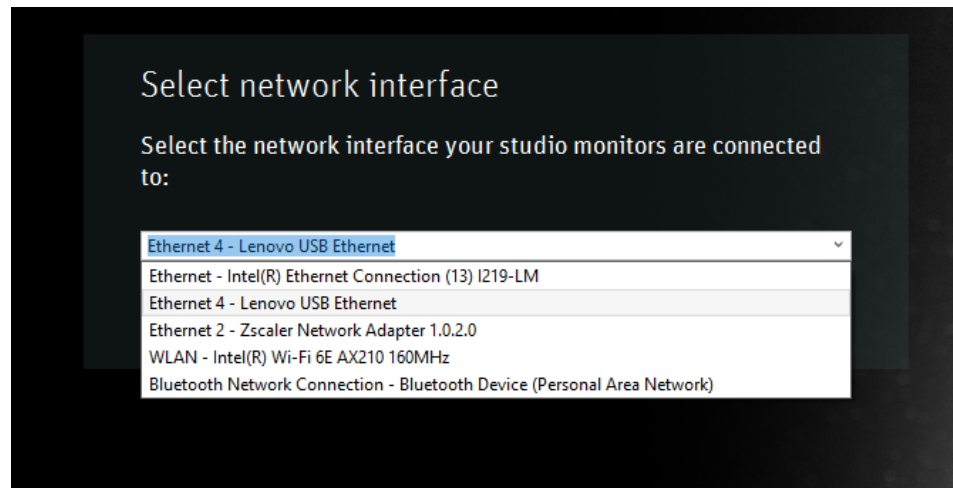 Select network interface
Select the network interface your studio monitors are connected
to:
Ethernet 4 - Lenovo USB Ethernet
Ethernet - Intel(R) Ethernet Connection (13) I219-LM
Ethernet 4 - Lenovo USB Ethernet
Ethernet 2 - Zscaler Network Adapter 1.0.2.0
WLAN - Intel(R) Wi-Fi 6E AX210 160MHz
Bluetooth Network Connection - Bluetooth Device (Personal Area Network)